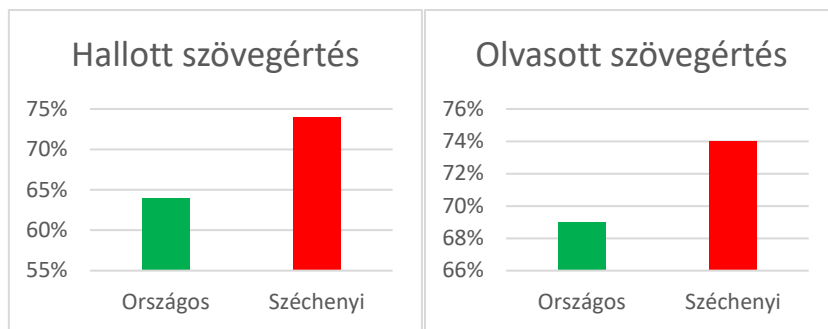 Hallott szövegértés
75%
70%
65%
60%
55%
Országos
Széchenyi
Olvasott szövegértés
76%
74%
72%
70%
68%
66%
Országos
Széchenyi